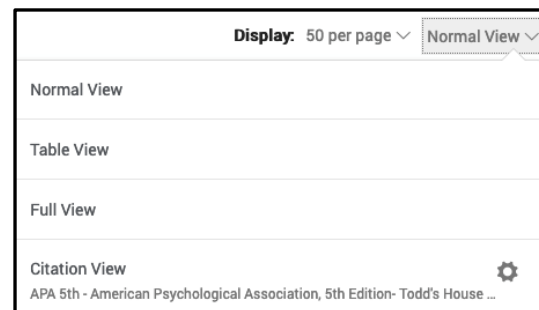 Display: 50 per page Normal View
Normal View
Table View
Full View
Citation View
APA 5th - American Psychological Association, 5th Edition- Todd's House ...